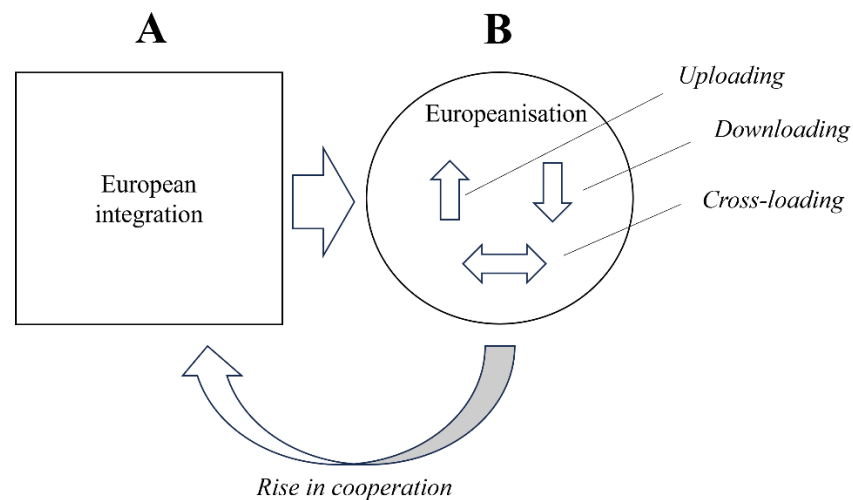 A
B
Uploading
Europeanisation
Downloading
European
integration
Cross-loading
Rise in cooperation